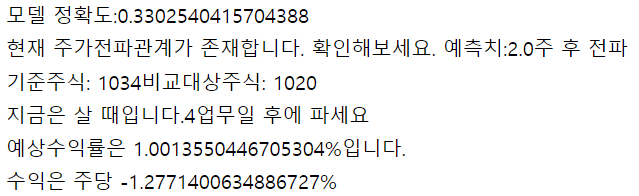 모델 정확도:0.3302540415704388
현재 주가전파관계가 존재합니다. 확인해보세요. 예측치:2.0주 후 전파
기준주식: 1034비교대상주식: 1020
지금은 살 때입니다.4업무일 후에 파세요
예상수익률은 1.0013550446705304%입니다.
수익은 주당 -1.2771400634886727%